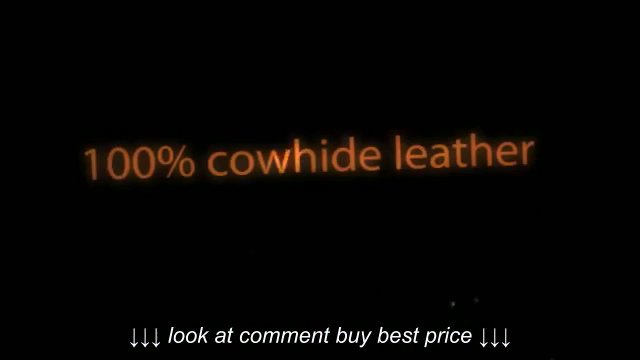 100% cowhide leather
↓↓↓ look at comment buy best price ↓↓↓